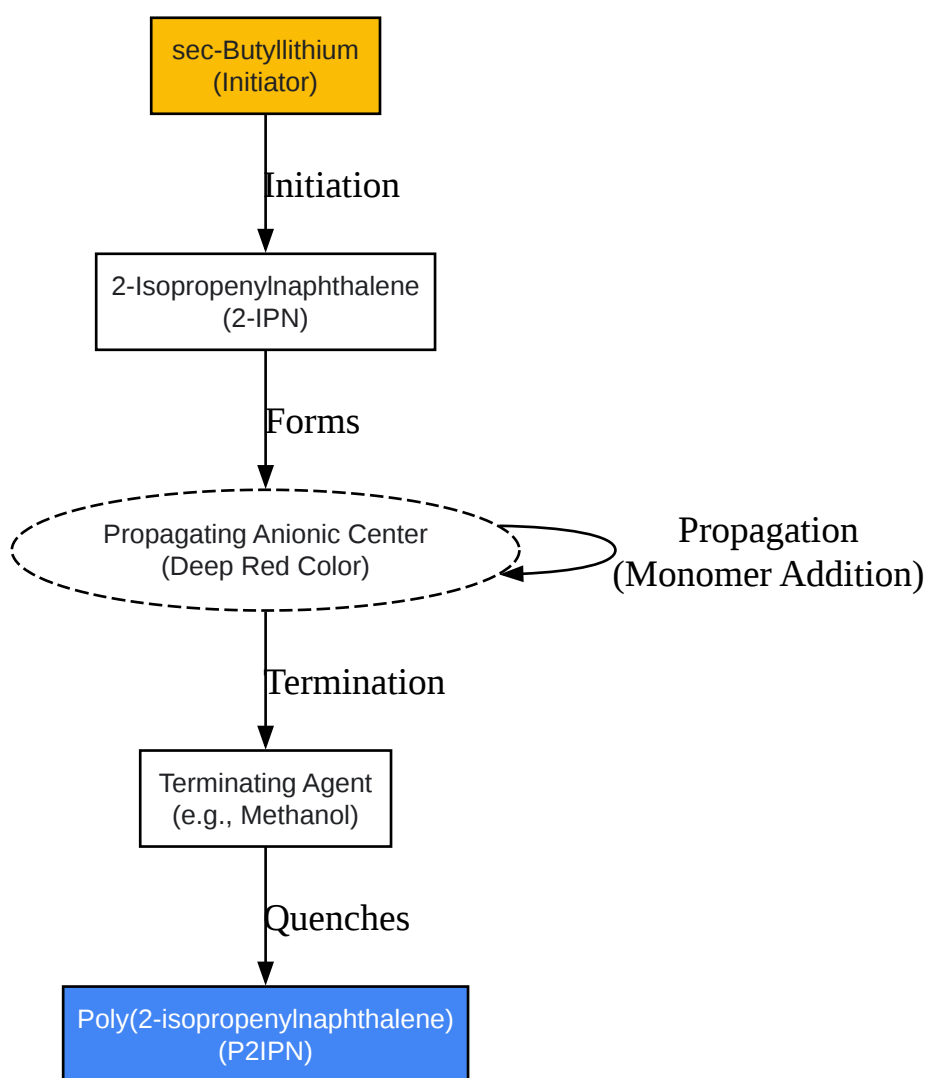 sec-Butyllithium
(Initiator)
Initiation
2-Isopropenylnaphthalene
(2-IPN)
Forms
Propagating Anionic Center
(Deep Red Color)
Propagation
(Monomer Addition)
Termination
Terminating Agent
(e.g., Methanol)
Quenches
Poly(2-isopropenylnaphthalene)
(P2IPN)